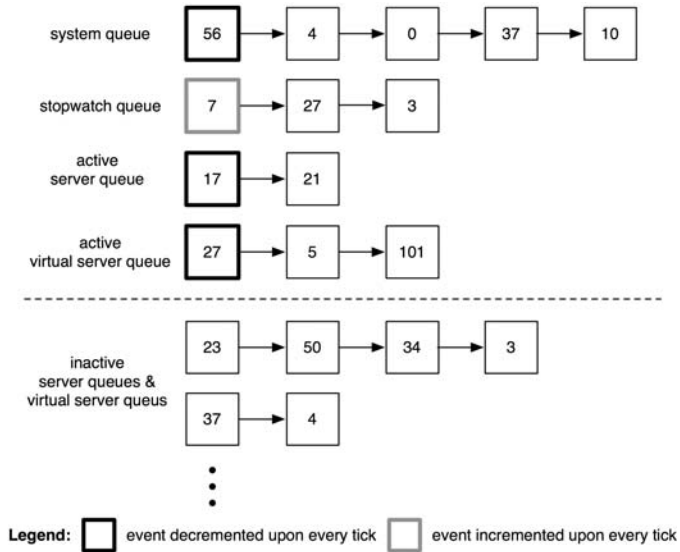 system queue 56 4 0 37 10
stopwatch queue 7 27 3
active
server queue 17 21
active
virtual server queue 27 5 101
23 50 34 3
inactive
server queues &
virtual server queus
37 4
Legend: event decremented upon every tick event incremented upon every tick